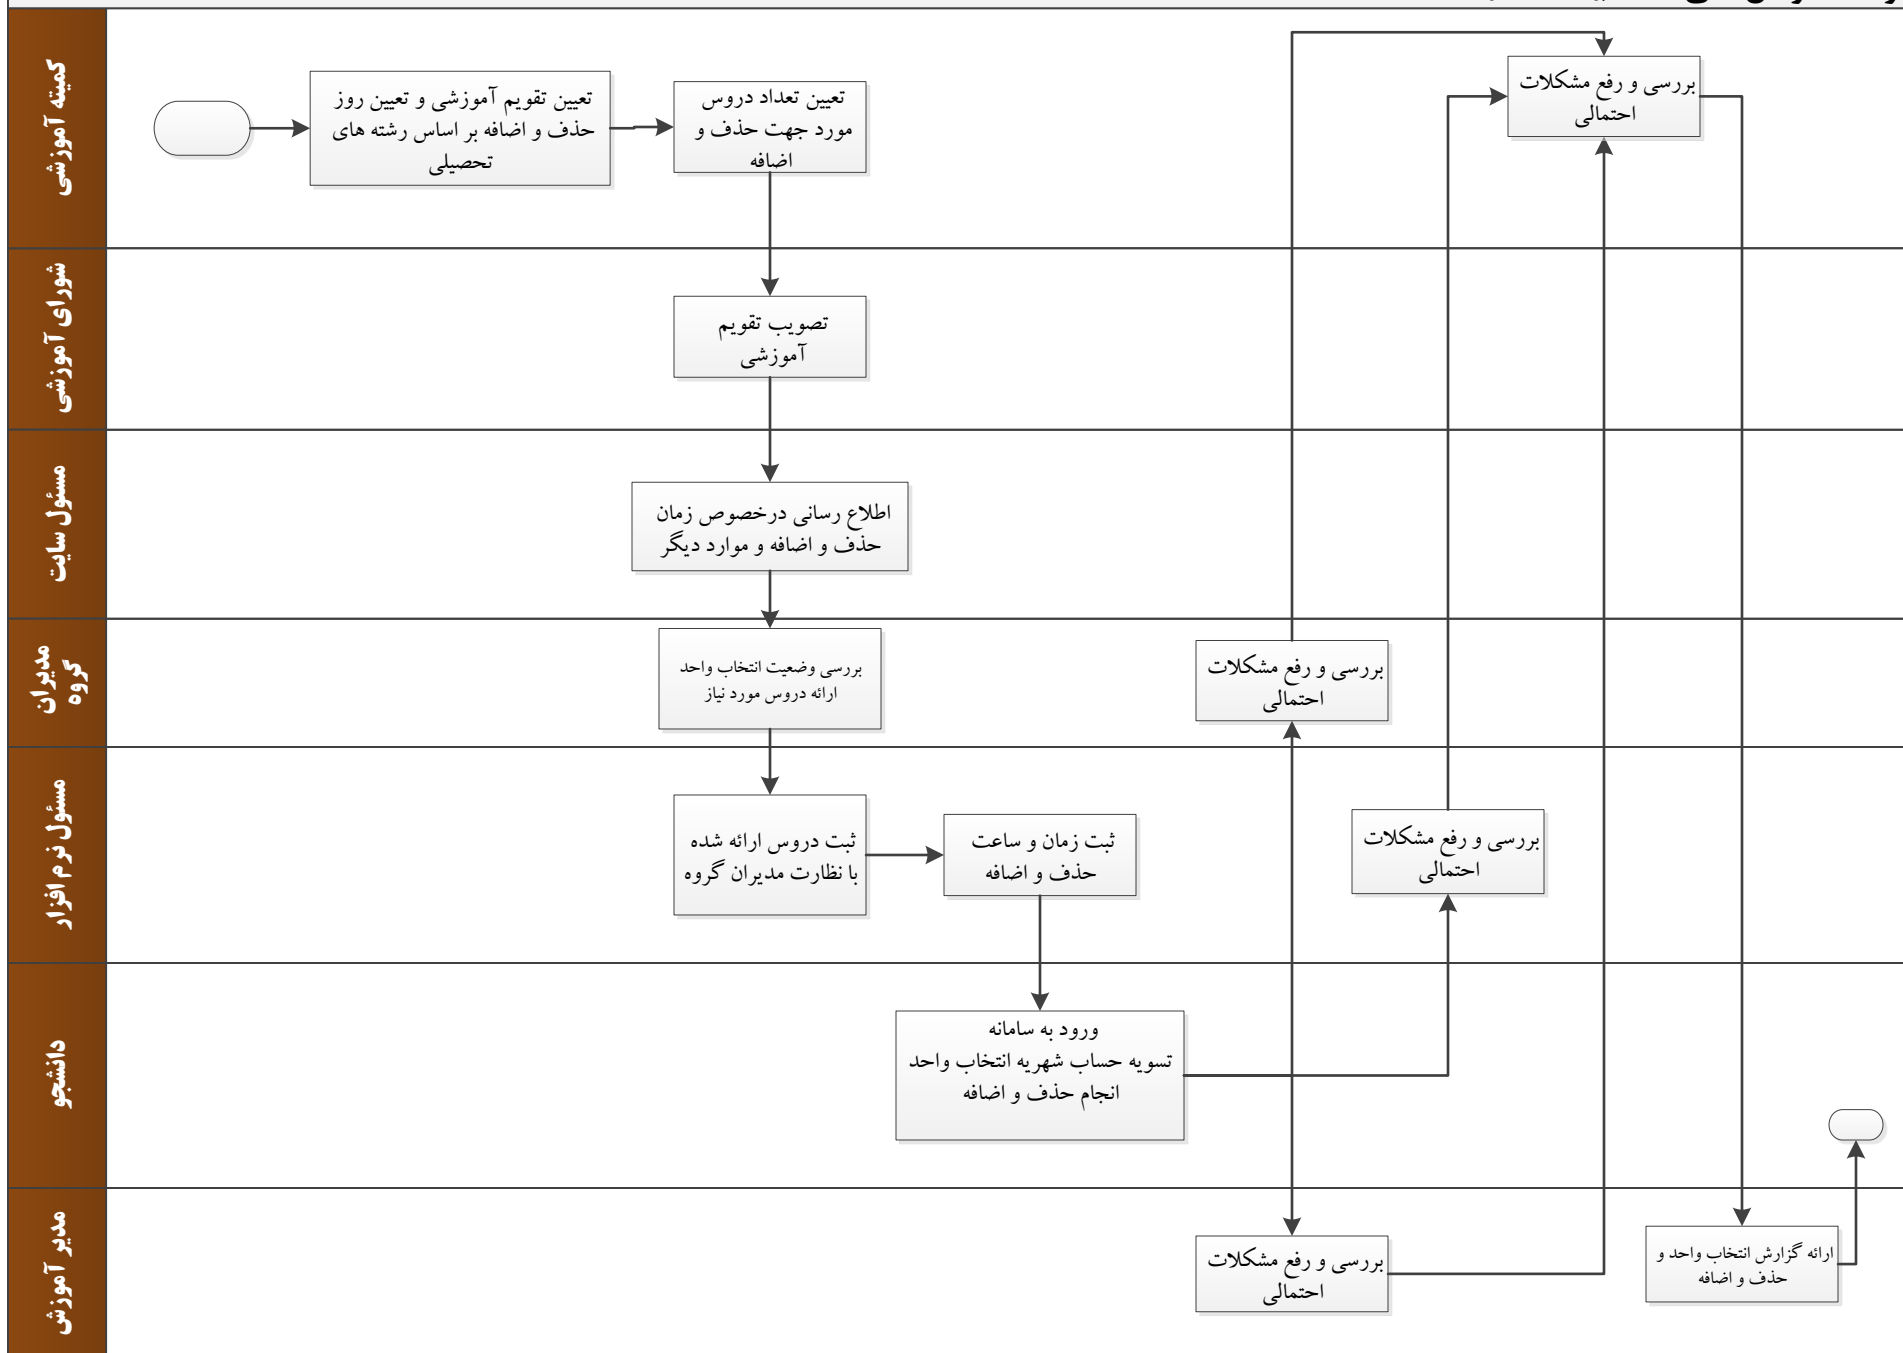 کمیته آموزشی
تعیین تقویم آموزشی و تعیین روز
حذف و اضافه بر اساس رشته های
تحصیلی
تعیین تعداد دروس
مورد جهت حذف و
اضافه
بررسی و رفع مشکلات
احتمالی
شورای آموزشی
تصویب تقویم
آموزشی
مسئول سایت
اطلاع رسانی درخصوص زمان
حذف و اضافه و موارد دیگر
مدیران
گروه
بررسی وضعیت انتخاب واحد
ارائه دروس مورد نیاز
بررسی و رفع مشکلات
احتمالی
مسئول نرم افزار
ثبت دروس ارائه شده
با نظارت مدیران گروه
ثبت زمان و ساعت
حذف و اضافه
بررسی و رفع مشکلات
احتمالی
دانشجو
ورود به سامانه
تسویه حساب شهریه انتخاب واحد
انجام حذف و اضافه
مدیر آموزش
بررسی و رفع مشکلات
احتمالی
ارائه گزارش انتخاب واحد و
حذف و اضافه